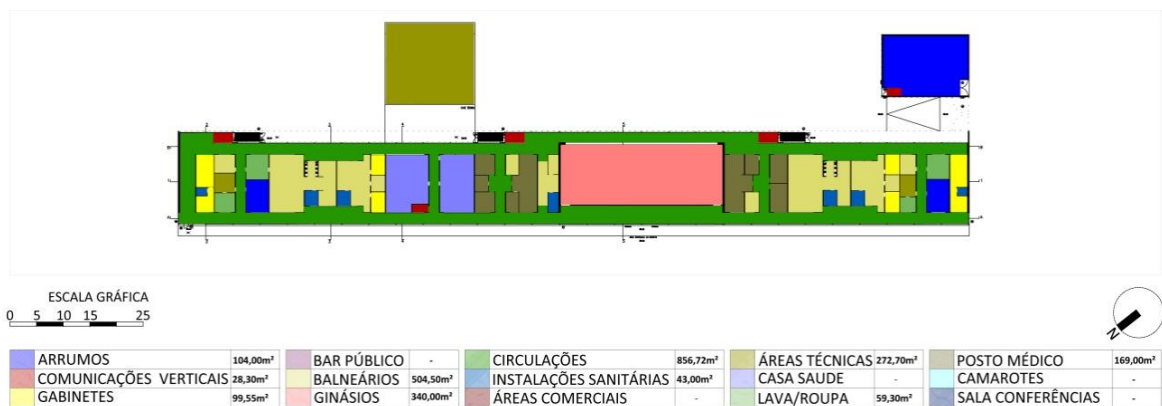 ESCALA GRÁFICA
0 5 10 15 25
N
ARRUMOS 104,00m² BAR PÚBLICO - CIRCULAÇÕES 856,72m² ÁREAS TÉCNICAS 272,70m² POSTO MÉDICO 169,00m²
COMUNICAÇÕES VERTICAIS 28,30m² BALNEÁRIOS 504,50m² INSTALAÇÕES SANITÁRIAS 43,00m² CASA SAUDE - CAMAROTES -
GABINETES 99,55m² GINÁSIOS 340,00m² ÁREAS COMERCIAIS - LAVA/ROUPA 59,30m² SALA CONFERÊNCIAS -